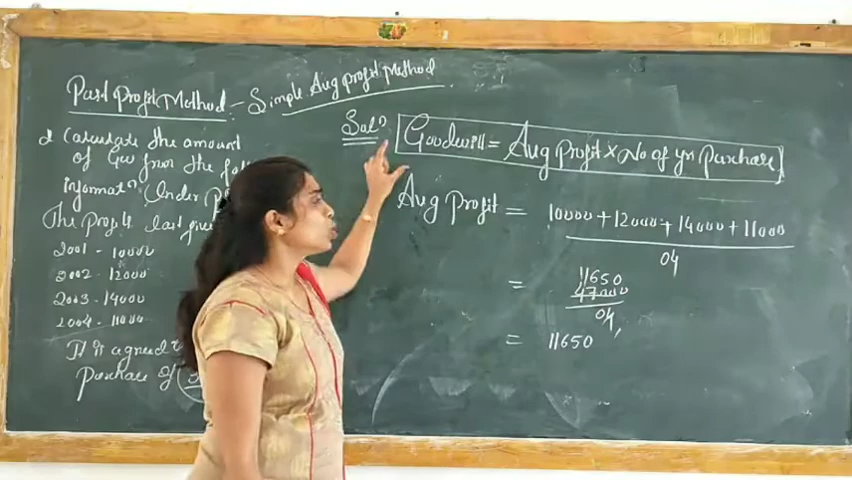 Past Profit Method :- Simple Avg profit Method
Calculate the amount
of Gw from the
informatn Under
The Profit last
2001 - 10000
2002 - 12000
2003 - 14000
2004 - 11000
It is agreed
Purchase of
Soln
Goodwill = Avg Profit × No of yr Purchase
Avg Profit = 10000 + 12000 + 14000 + 11000
04
= 11650
47000
04
= 11650